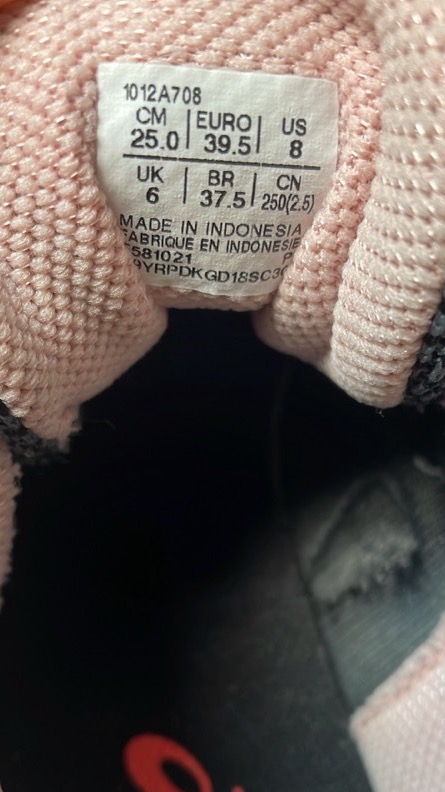 1012A708
CM | EURO | US
25.0 | 39.5 | 8
UK | BR | CN
6 | 37.5 | 250(2.5)
MADE IN INDONESIA
FABRIQUE EN INDONESIE
581021